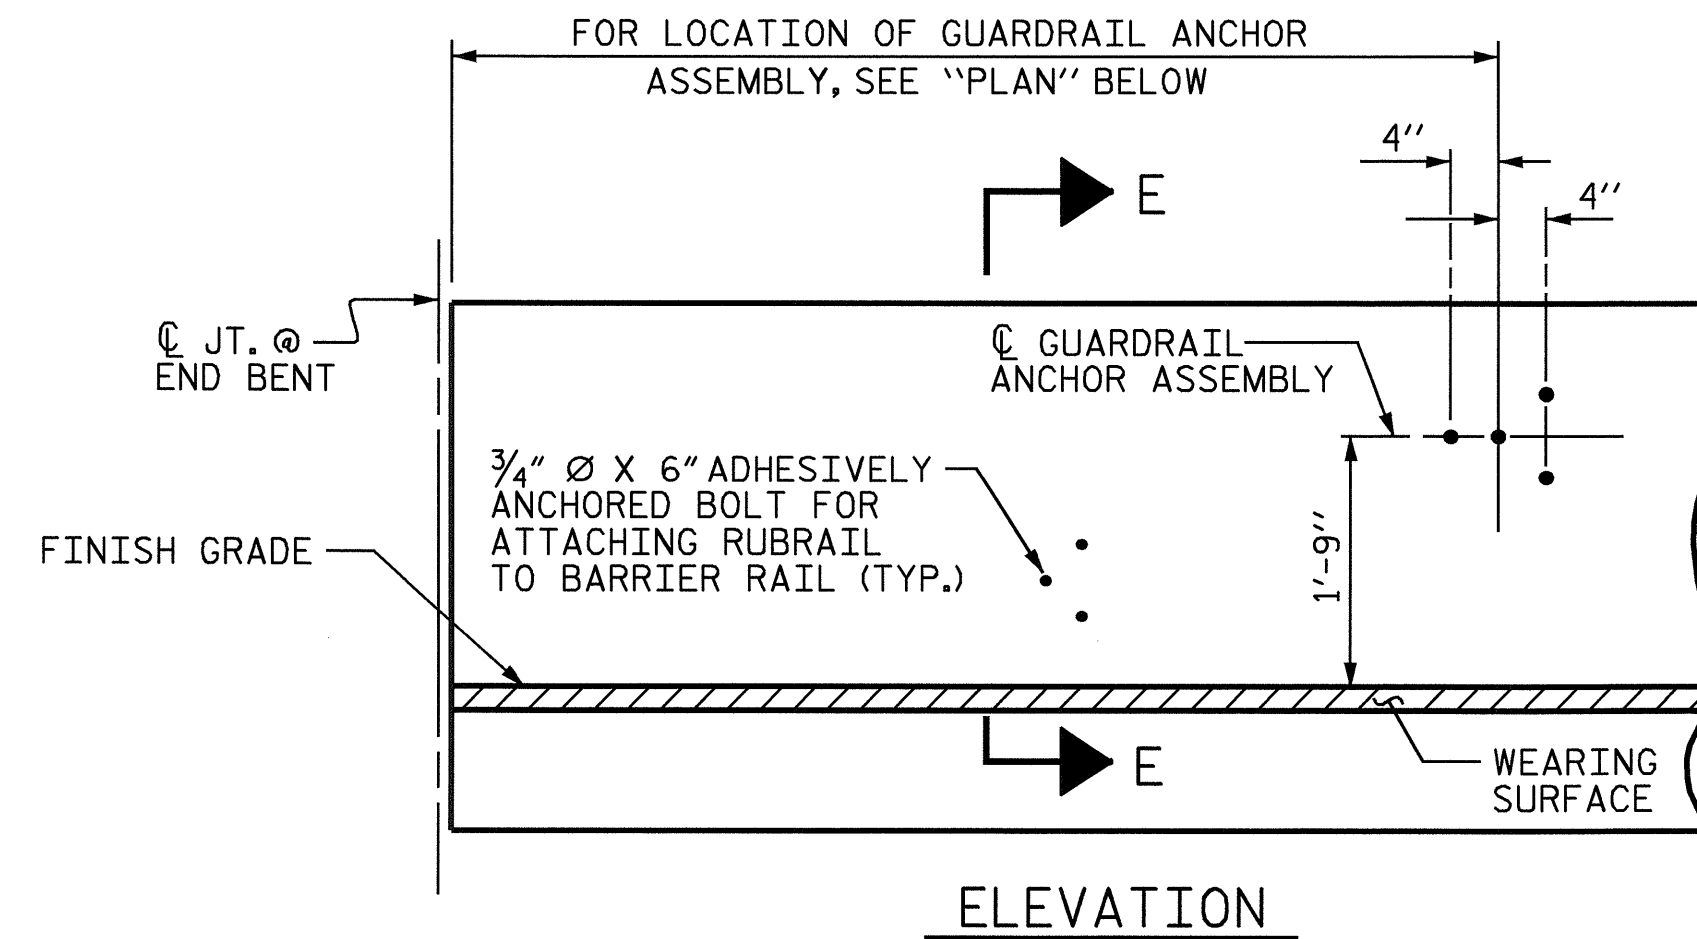 FOR LOCATION OF GUARDRAIL ANCHOR
ASSEMBLY, SEE "PLAN" BELOW
4"
4"
E
℄ JT. @
END BENT
℄ GUARDRAIL
ANCHOR ASSEMBLY
3/4" Ø X 6" ADHESIVELY
ANCHORED BOLT FOR
ATTACHING RUBRAIL
TO BARRIER RAIL (TYP.)
FINISH GRADE
1'-9"
E
WEARING
SURFACE
ELEVATION